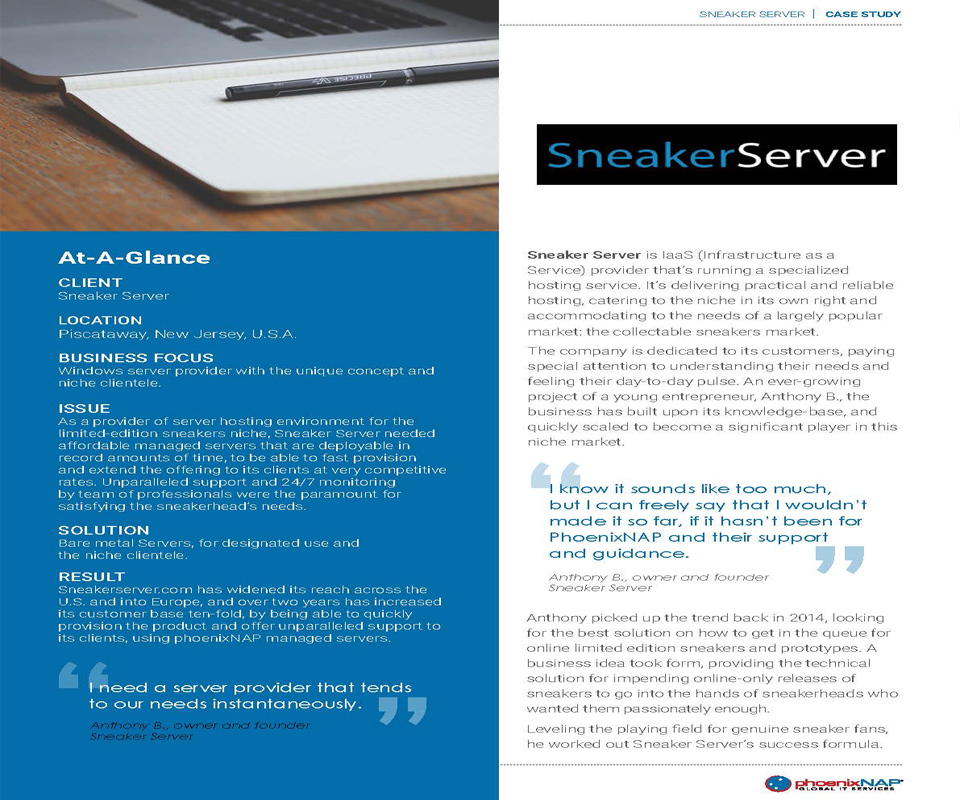 SNEAKER SERVER | CASE STUDY
PRECISE
SneakerServer
At-A-Glance
CLIENT
Sneaker Server
LOCATION
Piscataway, New Jersey, U.S.A.
BUSINESS FOCUS
Windows server provider with the unique concept and
niche clientele.
ISSUE
As a provider of server hosting environment for the
limited-edition sneakers niche, Sneaker Server needed
affordable managed servers that are deployable in
record amounts of time, to be able to fast provision
and extend the offering to its clients at very competitive
rates. Unparalleled support and 24/7 monitoring
by team of professionals were the paramount for
satisfying the sneakerhead's needs.
SOLUTION
Bare metal Servers, for designated use and
the niche clientele.
RESULT
Sneakerserver.com has widened its reach across the
U.S. and into Europe, and over two years has increased
its customer base ten-fold, by being able to quickly
provision the product and offer unparalleled support to
its clients, using phoenixNAP managed servers.
“
I need a server provider that tends
to our needs instantaneously.
”
Anthony B., owner and founder
Sneaker Server
Sneaker Server is IaaS (Infrastructure as a
Service) provider that's running a specialized
hosting service. It's delivering practical and reliable
hosting, catering to the niche in its own right and
accommodating to the needs of a largely popular
market: the collectable sneakers market.
The company is dedicated to its customers, paying
special attention to understanding their needs and
feeling their day-to-day pulse. An ever-growing
project of a young entrepreneur, Anthony B., the
business has built upon its knowledge-base, and
quickly scaled to become a significant player in this
niche market.
“
I know it sounds like too much,
but I can freely say that I wouldn't
made it so far, if it hasn't been for
PhoenixNAP and their support
and guidance.
”
Anthony B., owner and founder
Sneaker Server
Anthony picked up the trend back in 2014, looking
for the best solution on how to get in the queue for
online limited edition sneakers and prototypes. A
business idea took form, providing the technical
solution for impending online-only releases of
sneakers to go into the hands of sneakerheads who
wanted them passionately enough.
Leveling the playing field for genuine sneaker fans,
he worked out Sneaker Server's success formula.
phoenixNAP
GLOBAL IT SERVICES